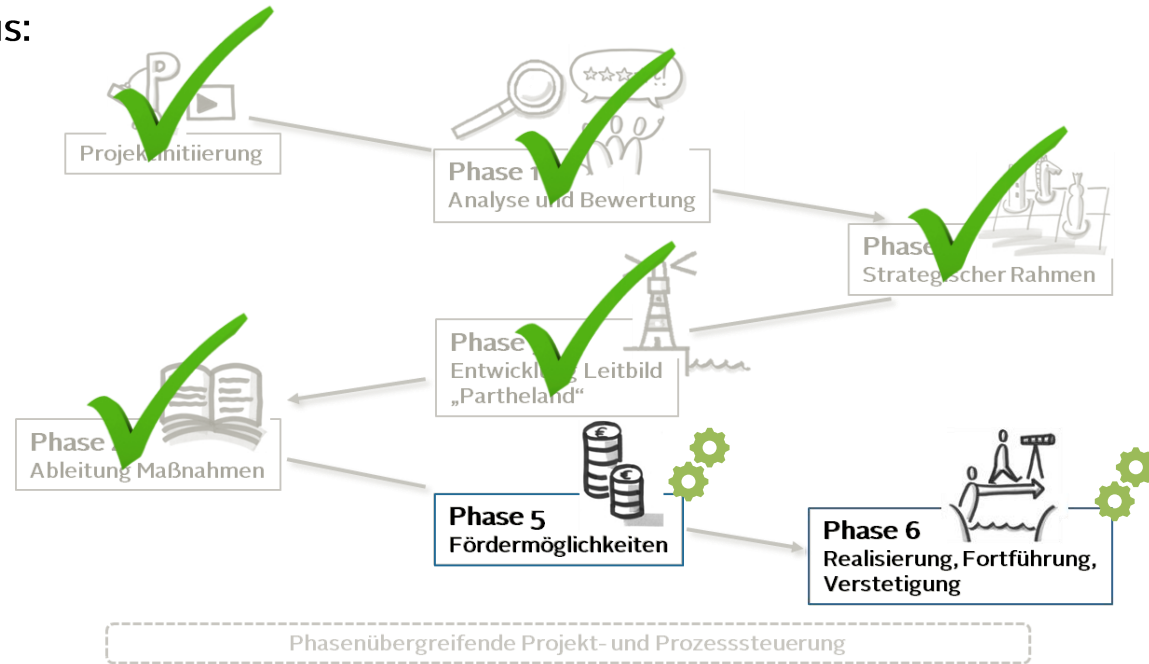 Projektinitiierung
Phase 1
Analyse und Bewertung
Phase
Strategischer Rahmen
Phase
Entwicklung Leitbild
„Partheland“
Phase
Ableitung Maßnahmen
€
€
Phase 5
Fördermöglichkeiten
Phase 6
Realisierung, Fortführung,
Verstetigung
Phasenübergreifende Projekt- und Prozesssteuerung